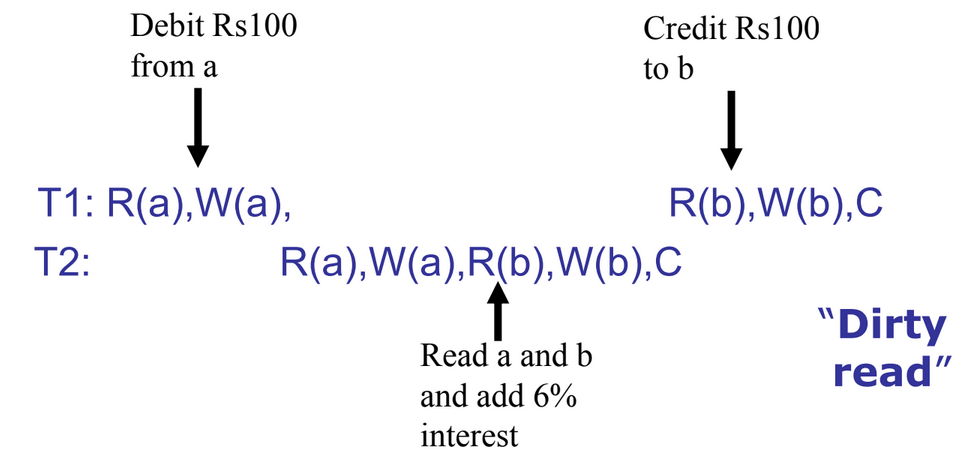 Debit Rs100
from a
Credit Rs100
to b
T1: R(a),W(a), R(b),W(b),C
T2: R(a),W(a),R(b),W(b),C
Read a and b
and add 6%
interest
“Dirty
read”